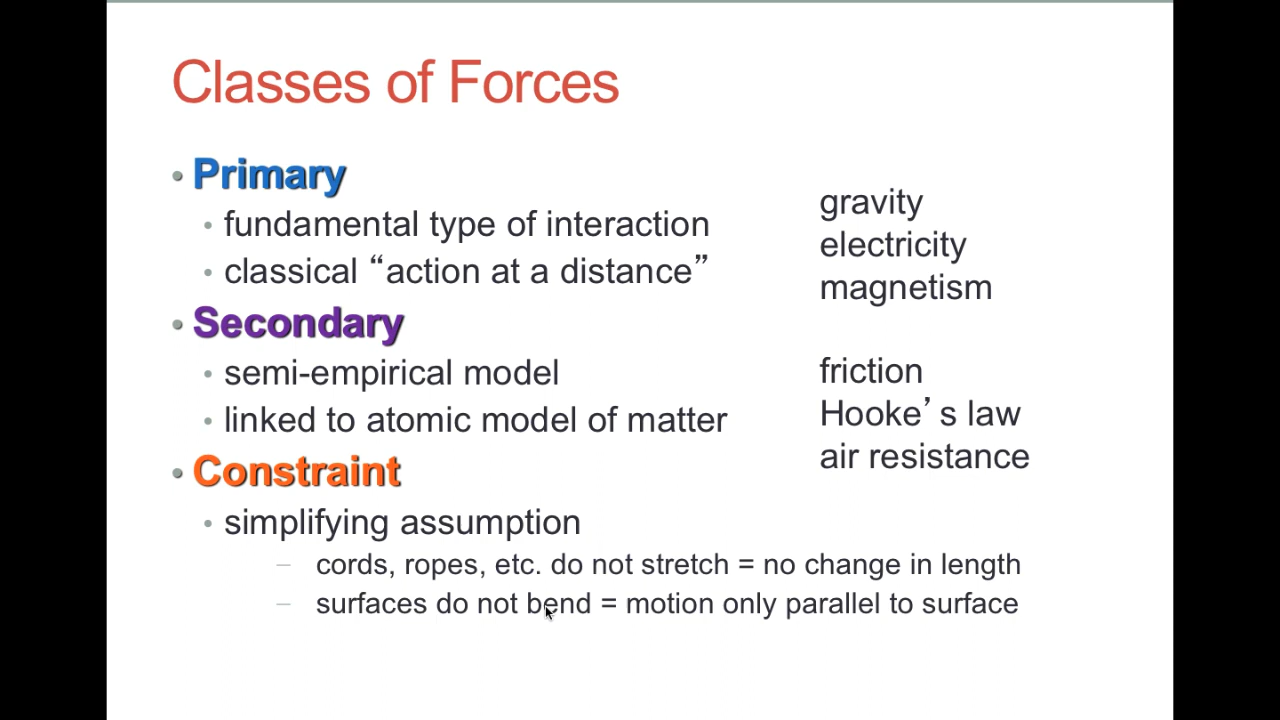 Classes of Forces
• Primary
• fundamental type of interaction
• classical “action at a distance”
gravity
electricity
magnetism
• Secondary
• semi-empirical model
• linked to atomic model of matter
friction
Hooke’s law
air resistance
• Constraint
• simplifying assumption
– cords, ropes, etc. do not stretch = no change in length
– surfaces do not bend = motion only parallel to surface